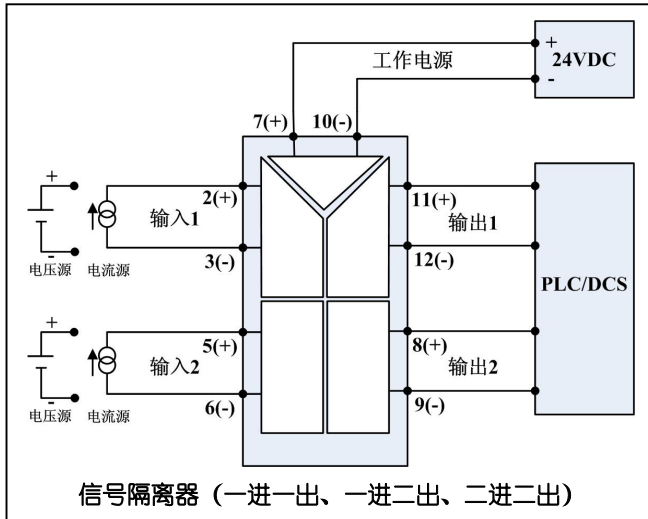 工作电源
+
24VDC
-
7(+) 10(-)
+
2(+)
11(+)
输入1
输出1
3(-)
12(-)
-
电压源 电流源
PLC/DCS
+
5(+)
8(+)
输入2
输出2
6(-)
9(-)
-
电压源 电流源
信号隔离器（一进一出、一进二出、二进二出）